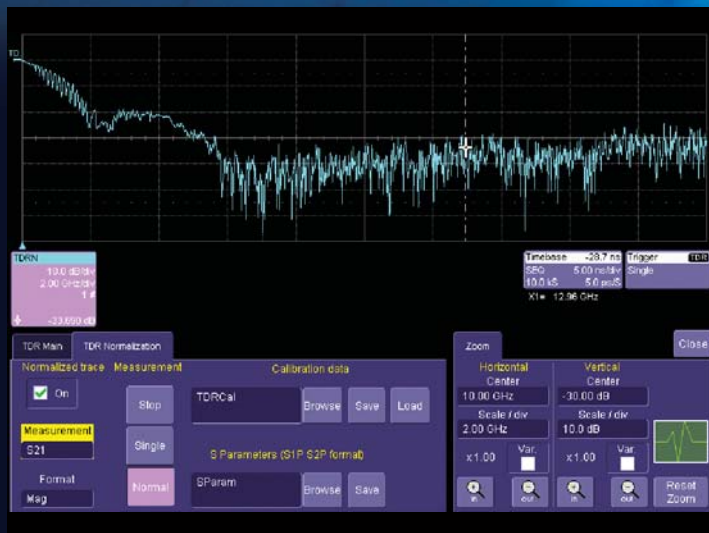 TD
TDRN
10.0 dB/div
2.00 GHz/div
1 #
-33.690 dB
Timebase -28.7 ns
SEQ 5.00 ns/div
10.0 kS 5.0 ps/S
Trigger TDR
Single
X1= 12.96 GHz
TDR Main
TDR Normalization
Normalized trace
On
Measurement
S21
Format
Mag
Measurement
Stop
Single
Normal
Calibration data
TDRCal
Browse
Save
Load
S Parameters (S1P S2P format)
SParam
Browse
Save
Zoom
Close
Horizontal
Center
10.00 GHz
Scale / div
2.00 GHz
x1.00
Var.
in
out
Vertical
Center
-30.00 dB
Scale / div
10.0 dB
x1.00
Var.
in
out
Reset
Zoom